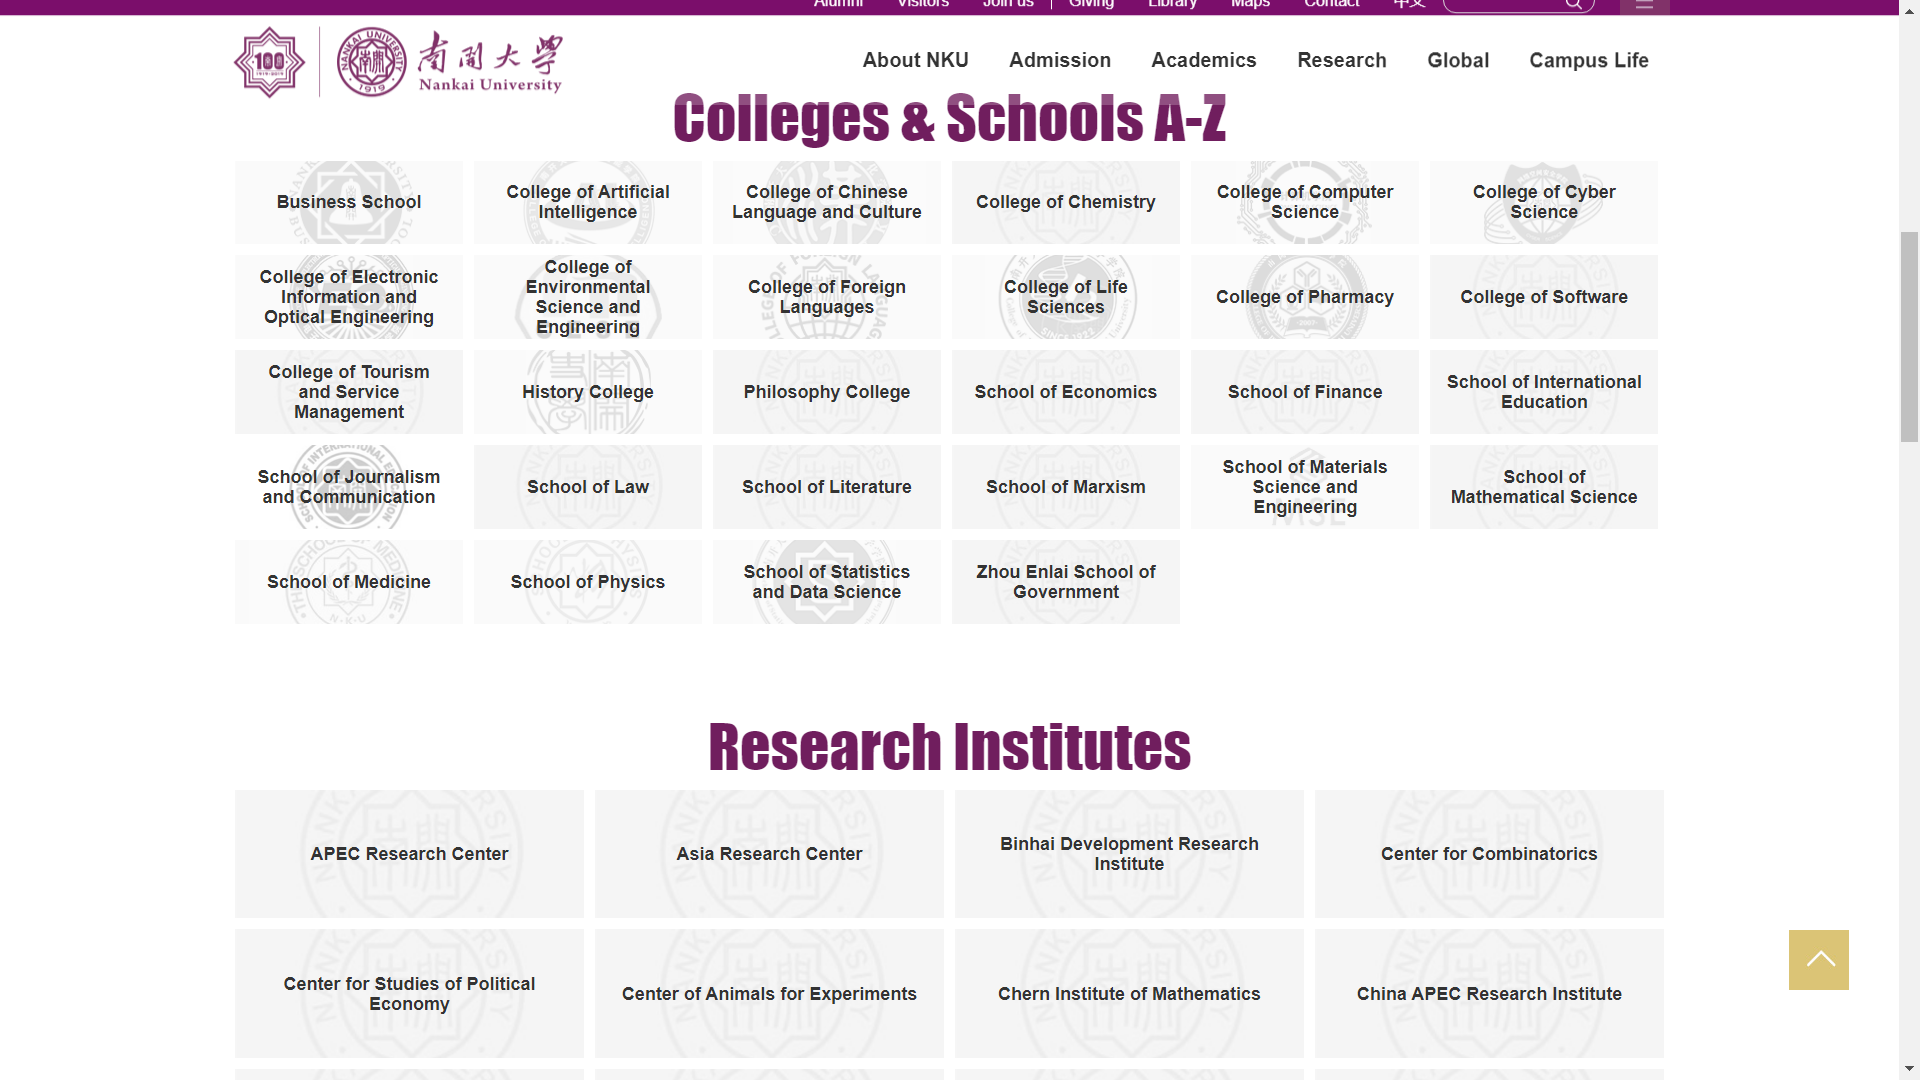 Alumni Visitors Join us Giving Library Maps Contact 中文
100
1919-2019
NANKAI UNIVERSITY
1919
南開大學
Nankai University
About NKU Admission Academics Research Global Campus Life
Colleges & Schools A-Z
Business School
College of Artificial
Intelligence
College of Chinese
Language and Culture
College of Chemistry
College of Computer
Science
College of Cyber
Science
College of Electronic
Information and
Optical Engineering
College of
Environmental
Science and
Engineering
College of Foreign
Languages
College of Life
Sciences
College of Pharmacy
College of Software
College of Tourism
and Service
Management
History College
Philosophy College
School of Economics
School of Finance
School of International
Education
School of Journalism
and Communication
School of Law
School of Literature
School of Marxism
School of Materials
Science and
Engineering
School of
Mathematical Science
School of Medicine
School of Physics
School of Statistics
and Data Science
Zhou Enlai School of
Government
Research Institutes
APEC Research Center
Asia Research Center
Binhai Development Research
Institute
Center for Combinatorics
Center for Studies of Political
Economy
Center of Animals for Experiments
Chern Institute of Mathematics
China APEC Research Institute